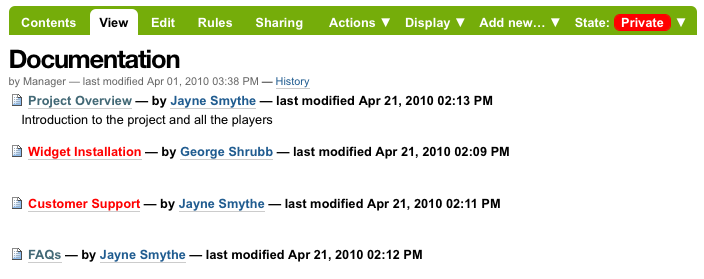 Contents View Edit Rules Sharing Actions ▼ Display ▼ Add new... ▼ State: Private ▼
Documentation
by Manager — last modified Apr 01, 2010 03:38 PM — History
Project Overview — by Jayne Smythe — last modified Apr 21, 2010 02:13 PM
Introduction to the project and all the players
Widget Installation — by George Shrubb — last modified Apr 21, 2010 02:09 PM
Customer Support — by Jayne Smythe — last modified Apr 21, 2010 02:11 PM
FAQs — by Jayne Smythe — last modified Apr 21, 2010 02:12 PM